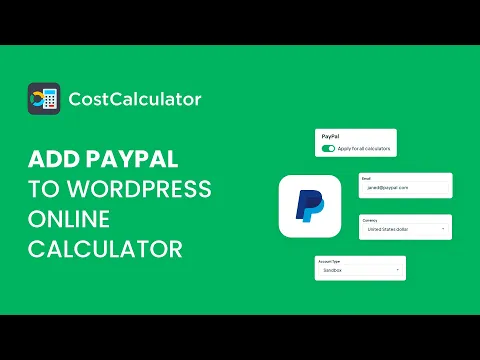 CostCalculator
ADD PAYPAL
TO WORDPRESS
ONLINE
CALCULATOR
PayPal
Apply for all calculators
Email
janed@paypal.com
Currency
United States dollar
Account Type
Sandbox